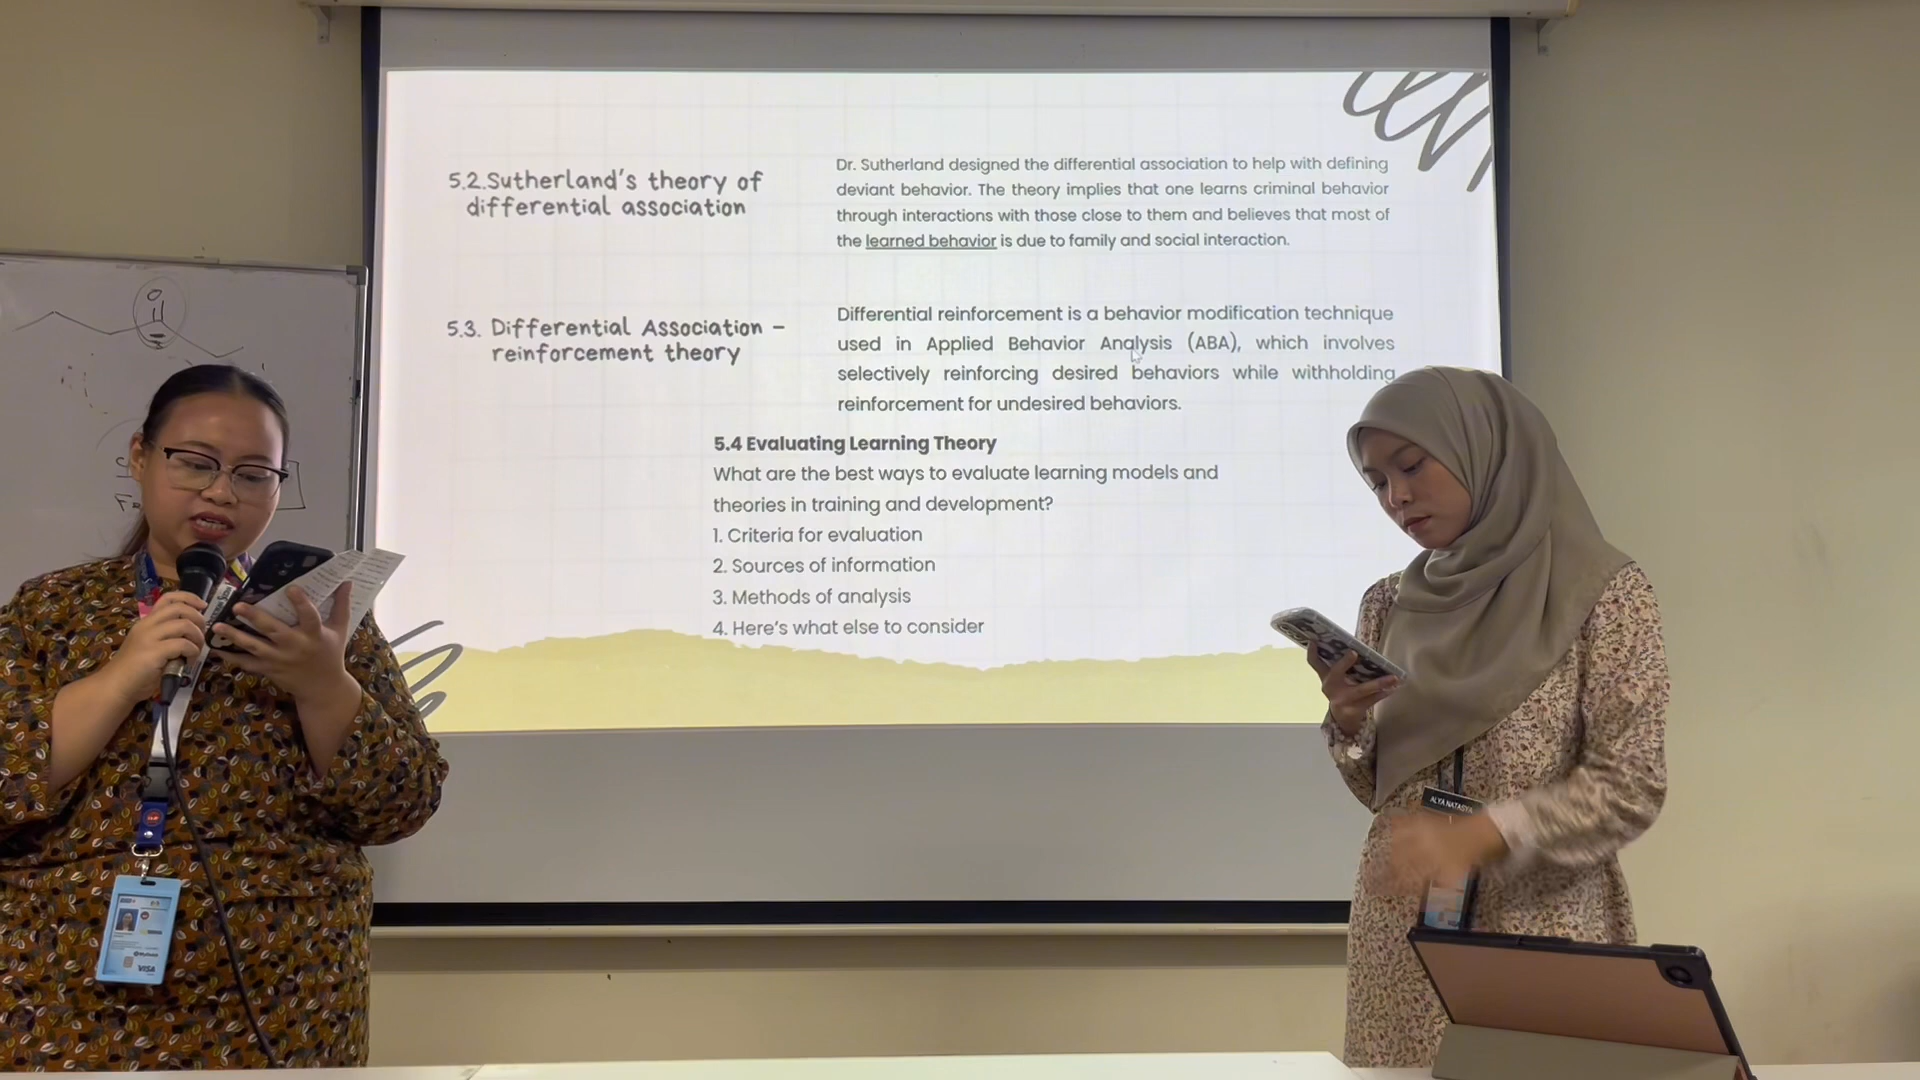 5.2.Sutherland's theory of
differential association
Dr. Sutherland designed the differential association to help with defining
deviant behavior. The theory implies that one learns criminal behavior
through interactions with those close to them and believes that most of
the learned behavior is due to family and social interaction.
5.3. Differential Association –
reinforcement theory
Differential reinforcement is a behavior modification technique
used in Applied Behavior Analysis (ABA), which involves
selectively reinforcing desired behaviors while withholding
reinforcement for undesired behaviors.
5.4 Evaluating Learning Theory
What are the best ways to evaluate learning models and
theories in training and development?
1. Criteria for evaluation
2. Sources of information
3. Methods of analysis
4. Here's what else to consider
O
ALYA NATASYA
VISA